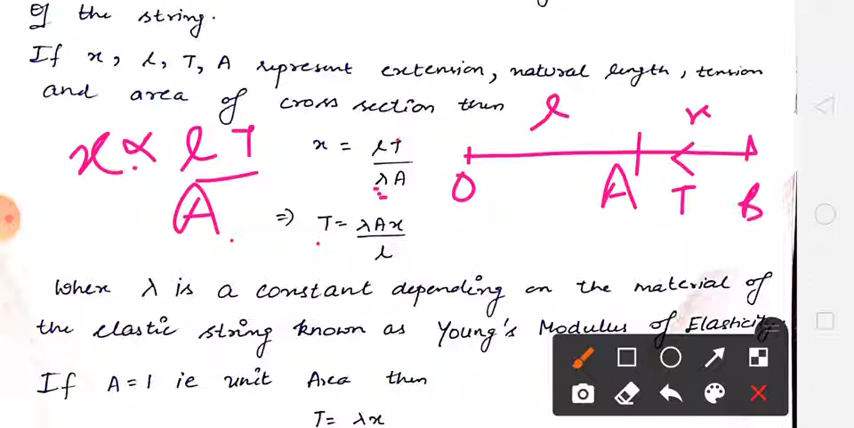 of the string.
If x, l, T, A represent extension, natural length, tension
and area of cross section then
x ∝ l T / A
x = lT / λA
l x
O A T B
=> T = λAx / l
Where λ is a constant depending on the material of
the elastic string known as Young's Modulus of Elasticity.
If A = 1 ie unit Area then
T = λx